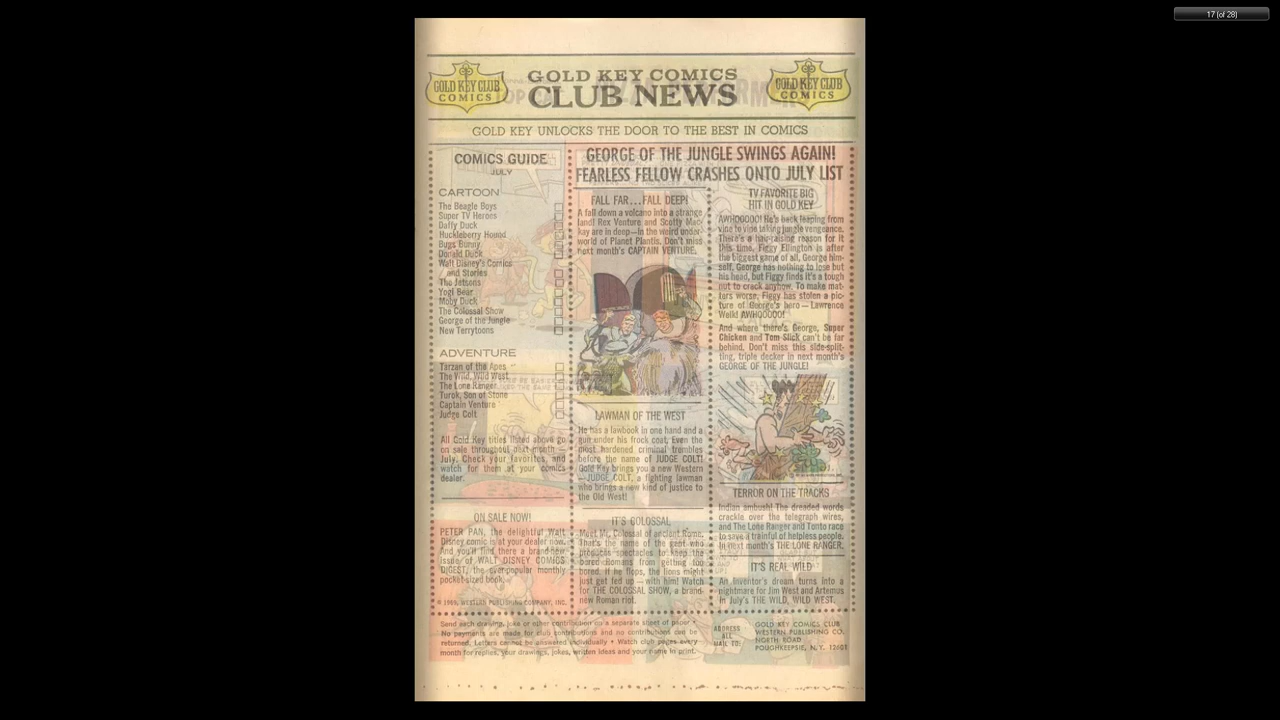 17 (of 28)
GOLD KEY CLUB
COMICS
GOLD KEY COMICS
CLUB NEWS
GOLD KEY CLUB
COMICS
GOLD KEY UNLOCKS THE DOOR TO THE BEST IN COMICS
COMICS GUIDE
JULY
CARTOON
The Beagle Boys
Super TV Heroes
Daffy Duck
Huckleberry Hound
Bugs Bunny
Donald Duck
Walt Disney's Comics
and Stories
The Jetsons
Yogi Bear
Moby Duck
The Colossal Show
George of the Jungle
New Terrytoons
ADVENTURE
Tarzan of the Apes
The Wild, Wild West
The Lone Ranger
Turok, Son of Stone
Captain Venture
Judge Colt
All Gold Key titles listed above go
on sale throughout next month —
July. Check your favorites, and
watch for them at your comics
dealer.
ON SALE NOW!
PETER PAN, the delightful Walt
Disney comic is at your dealer now.
And you'll find there a brand-new
issue of WALT DISNEY COMICS
DIGEST, the ever-popular monthly
pocket-sized book.
© 1969, WESTERN PUBLISHING COMPANY, INC.
GEORGE OF THE JUNGLE SWINGS AGAIN!
FEARLESS FELLOW CRASHES ONTO JULY LIST
FALL FAR...FALL DEEP!
A fall down a volcano into a strange
land! Rex Venture and Scotty Mac-
kay are in deep—in the weird under-
world of Planet Plantis. Don't miss
next month's CAPTAIN VENTURE.
LAWMAN OF THE WEST
He has a lawbook in one hand and a
gun under his frock coat. Even the
most hardened criminal trembles
before the name of JUDGE COLT!
Gold Key brings you a new Western
—JUDGE COLT, a fighting lawman
who brings a new kind of justice to
the Old West!
IT'S COLOSSAL
Meet Mr. Colossal of ancient Rome.
That's the name of the gent who
produces spectacles to keep the
bored Romans from getting too
bored. If he flops, the lions might
just get fed up—with him! Watch
for THE COLOSSAL SHOW, a brand-
new Roman riot.
TV FAVORITE BIG
HIT IN GOLD KEY
AWHOOOOO! He's back leaping from
vine to vine taking jungle vengeance.
There's a hair-raising reason for it
this time. Figgy Ellington is after
the biggest game of all, George him-
self. George has nothing to lose but
his head, but Figgy finds it's a tough
nut to crack anyhow. To make mat-
ters worse, Figgy has stolen a pic-
ture of George's hero—Lawrence
Welk! AWHOOOOO!
And where there's George, Super
Chicken and Tom Slick can't be far
behind. Don't miss this side-split-
ting, triple decker in next month's
GEORGE OF THE JUNGLE!
TERROR ON THE TRACKS
Indian ambush! The dreaded words
crackle over the telegraph wires,
and The Lone Ranger and Tonto race
to save a trainful of helpless people.
In next month's THE LONE RANGER.
IT'S REAL WILD
An inventor's dream turns into a
nightmare for Jim West and Artemus
in July's THE WILD, WILD WEST.
Send each drawing, joke or other contribution on a separate sheet of paper •
No payments are made for club contributions and no contributions can be
returned. Letters cannot be answered individually • Watch club pages every
month for replies, your drawings, jokes, written ideas and your name in print.
ADDRESS
ALL
MAIL TO:
GOLD KEY COMICS CLUB
WESTERN PUBLISHING CO.
NORTH ROAD
POUGHKEEPSIE, N. Y. 12601